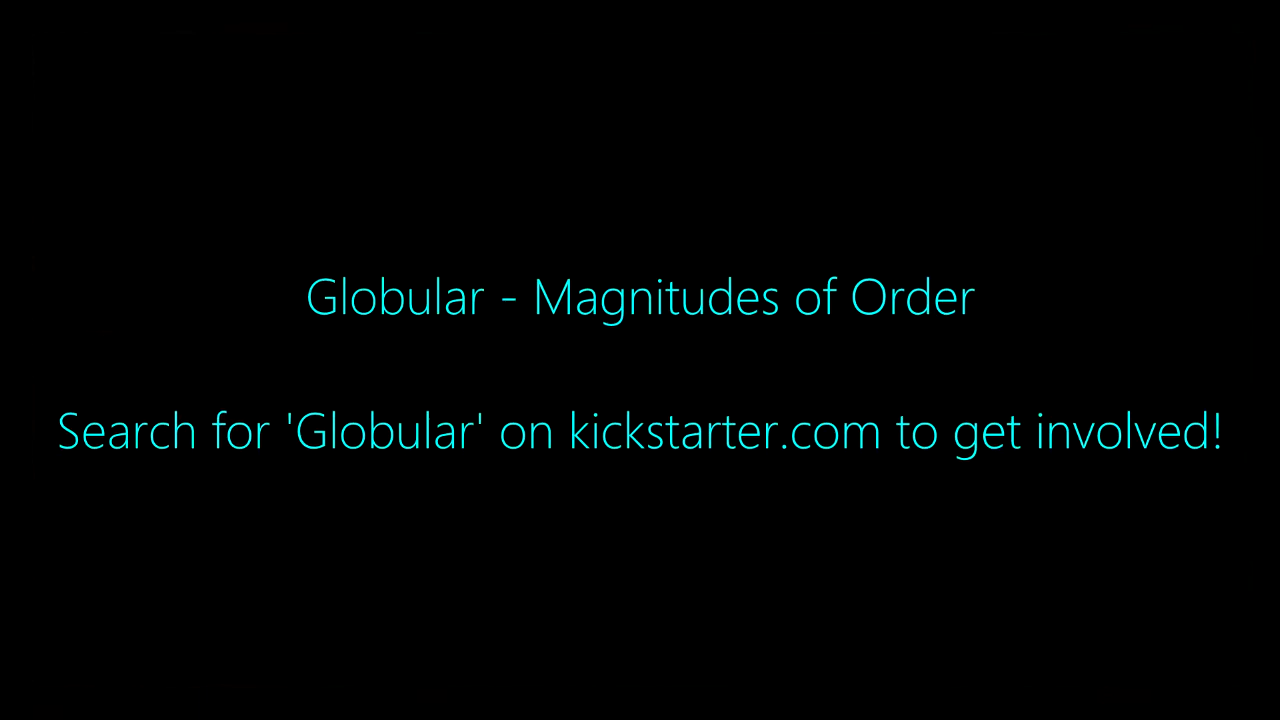 Globular - Magnitudes of Order
Search for 'Globular' on kickstarter.com to get involved!